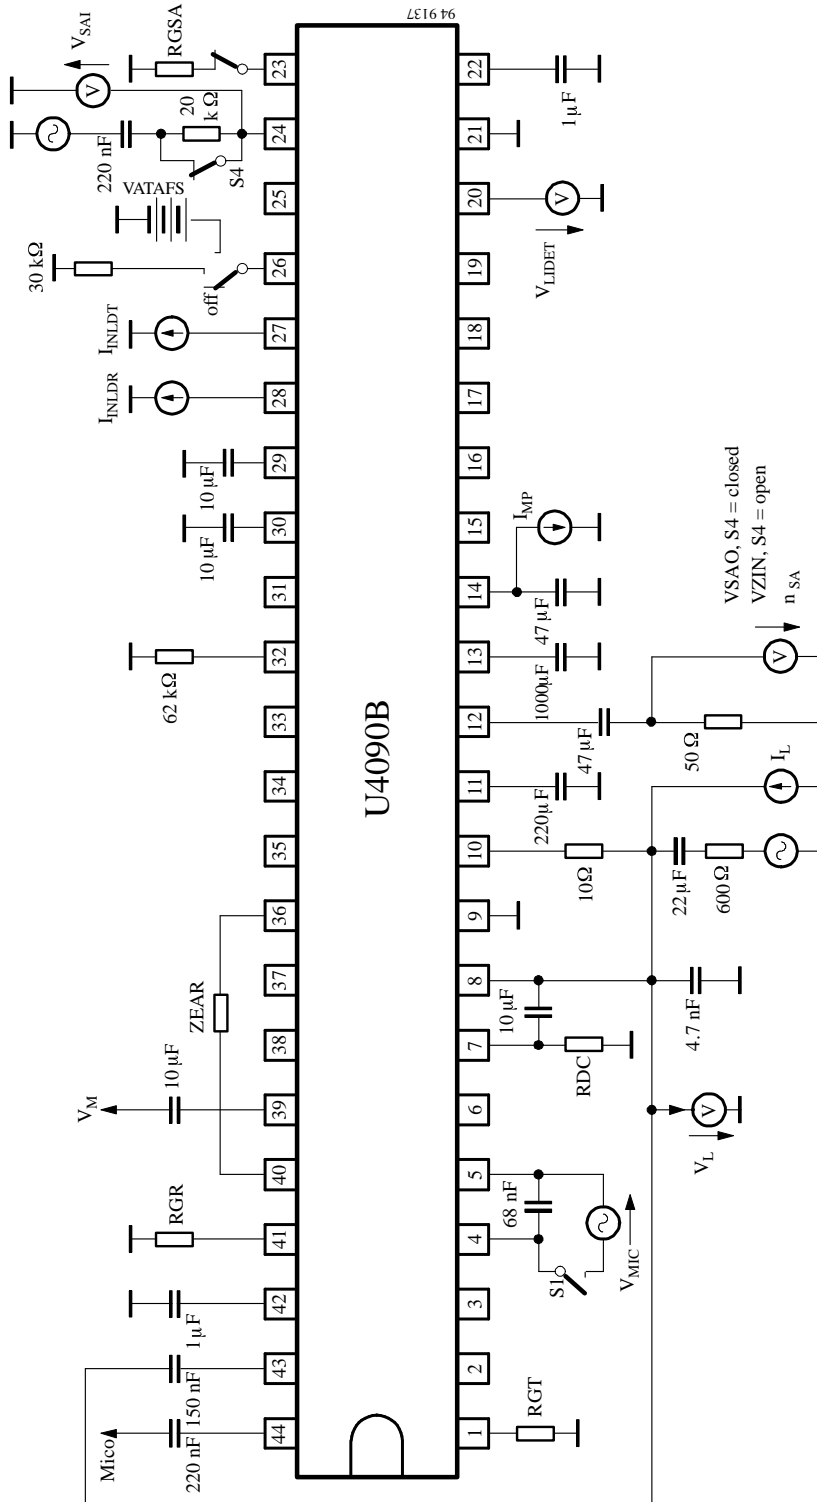 94 9137
V_SAI
V
RGSA
20 kΩ
220 nF
S4
VATAFS
30 kΩ
off
I_INLDT
I_INLDR
10 µF
10 µF
62 kΩ
ZEAR
10 µF
V_M
RGR
1 µF
150 nF
220 nF
Mico
23
24
25
26
27
28
29
30
31
32
33
34
35
36
37
38
39
40
41
42
43
44
U4090B
22
21
20
19
18
17
16
15
14
13
12
11
10
9
8
7
6
5
4
3
2
1
1 µF
V
V_LIDET
I_MP
47 µF
1000µF
47 µF
220µF
10Ω
50 Ω
VSAO, S4 = closed
VZIN, S4 = open
n_SA
V
I_L
22 µF
600 Ω
10 µF
RDC
4.7 nF
V
V_L
68 nF
S1
V_MIC
RGT